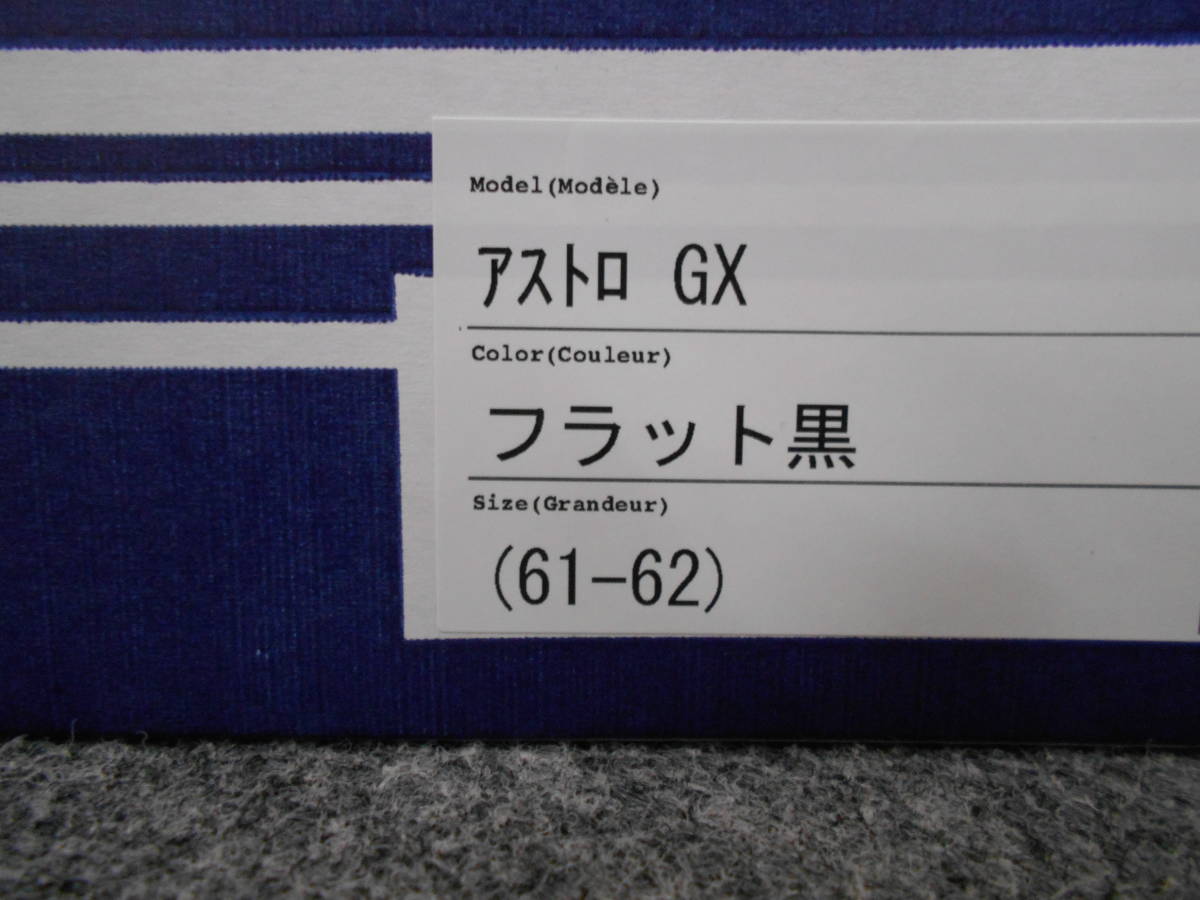 Model(Modèle)
ｱｽﾄﾛ GX
Color(Couleur)
フラット黒
Size(Grandeur)
(61-62)